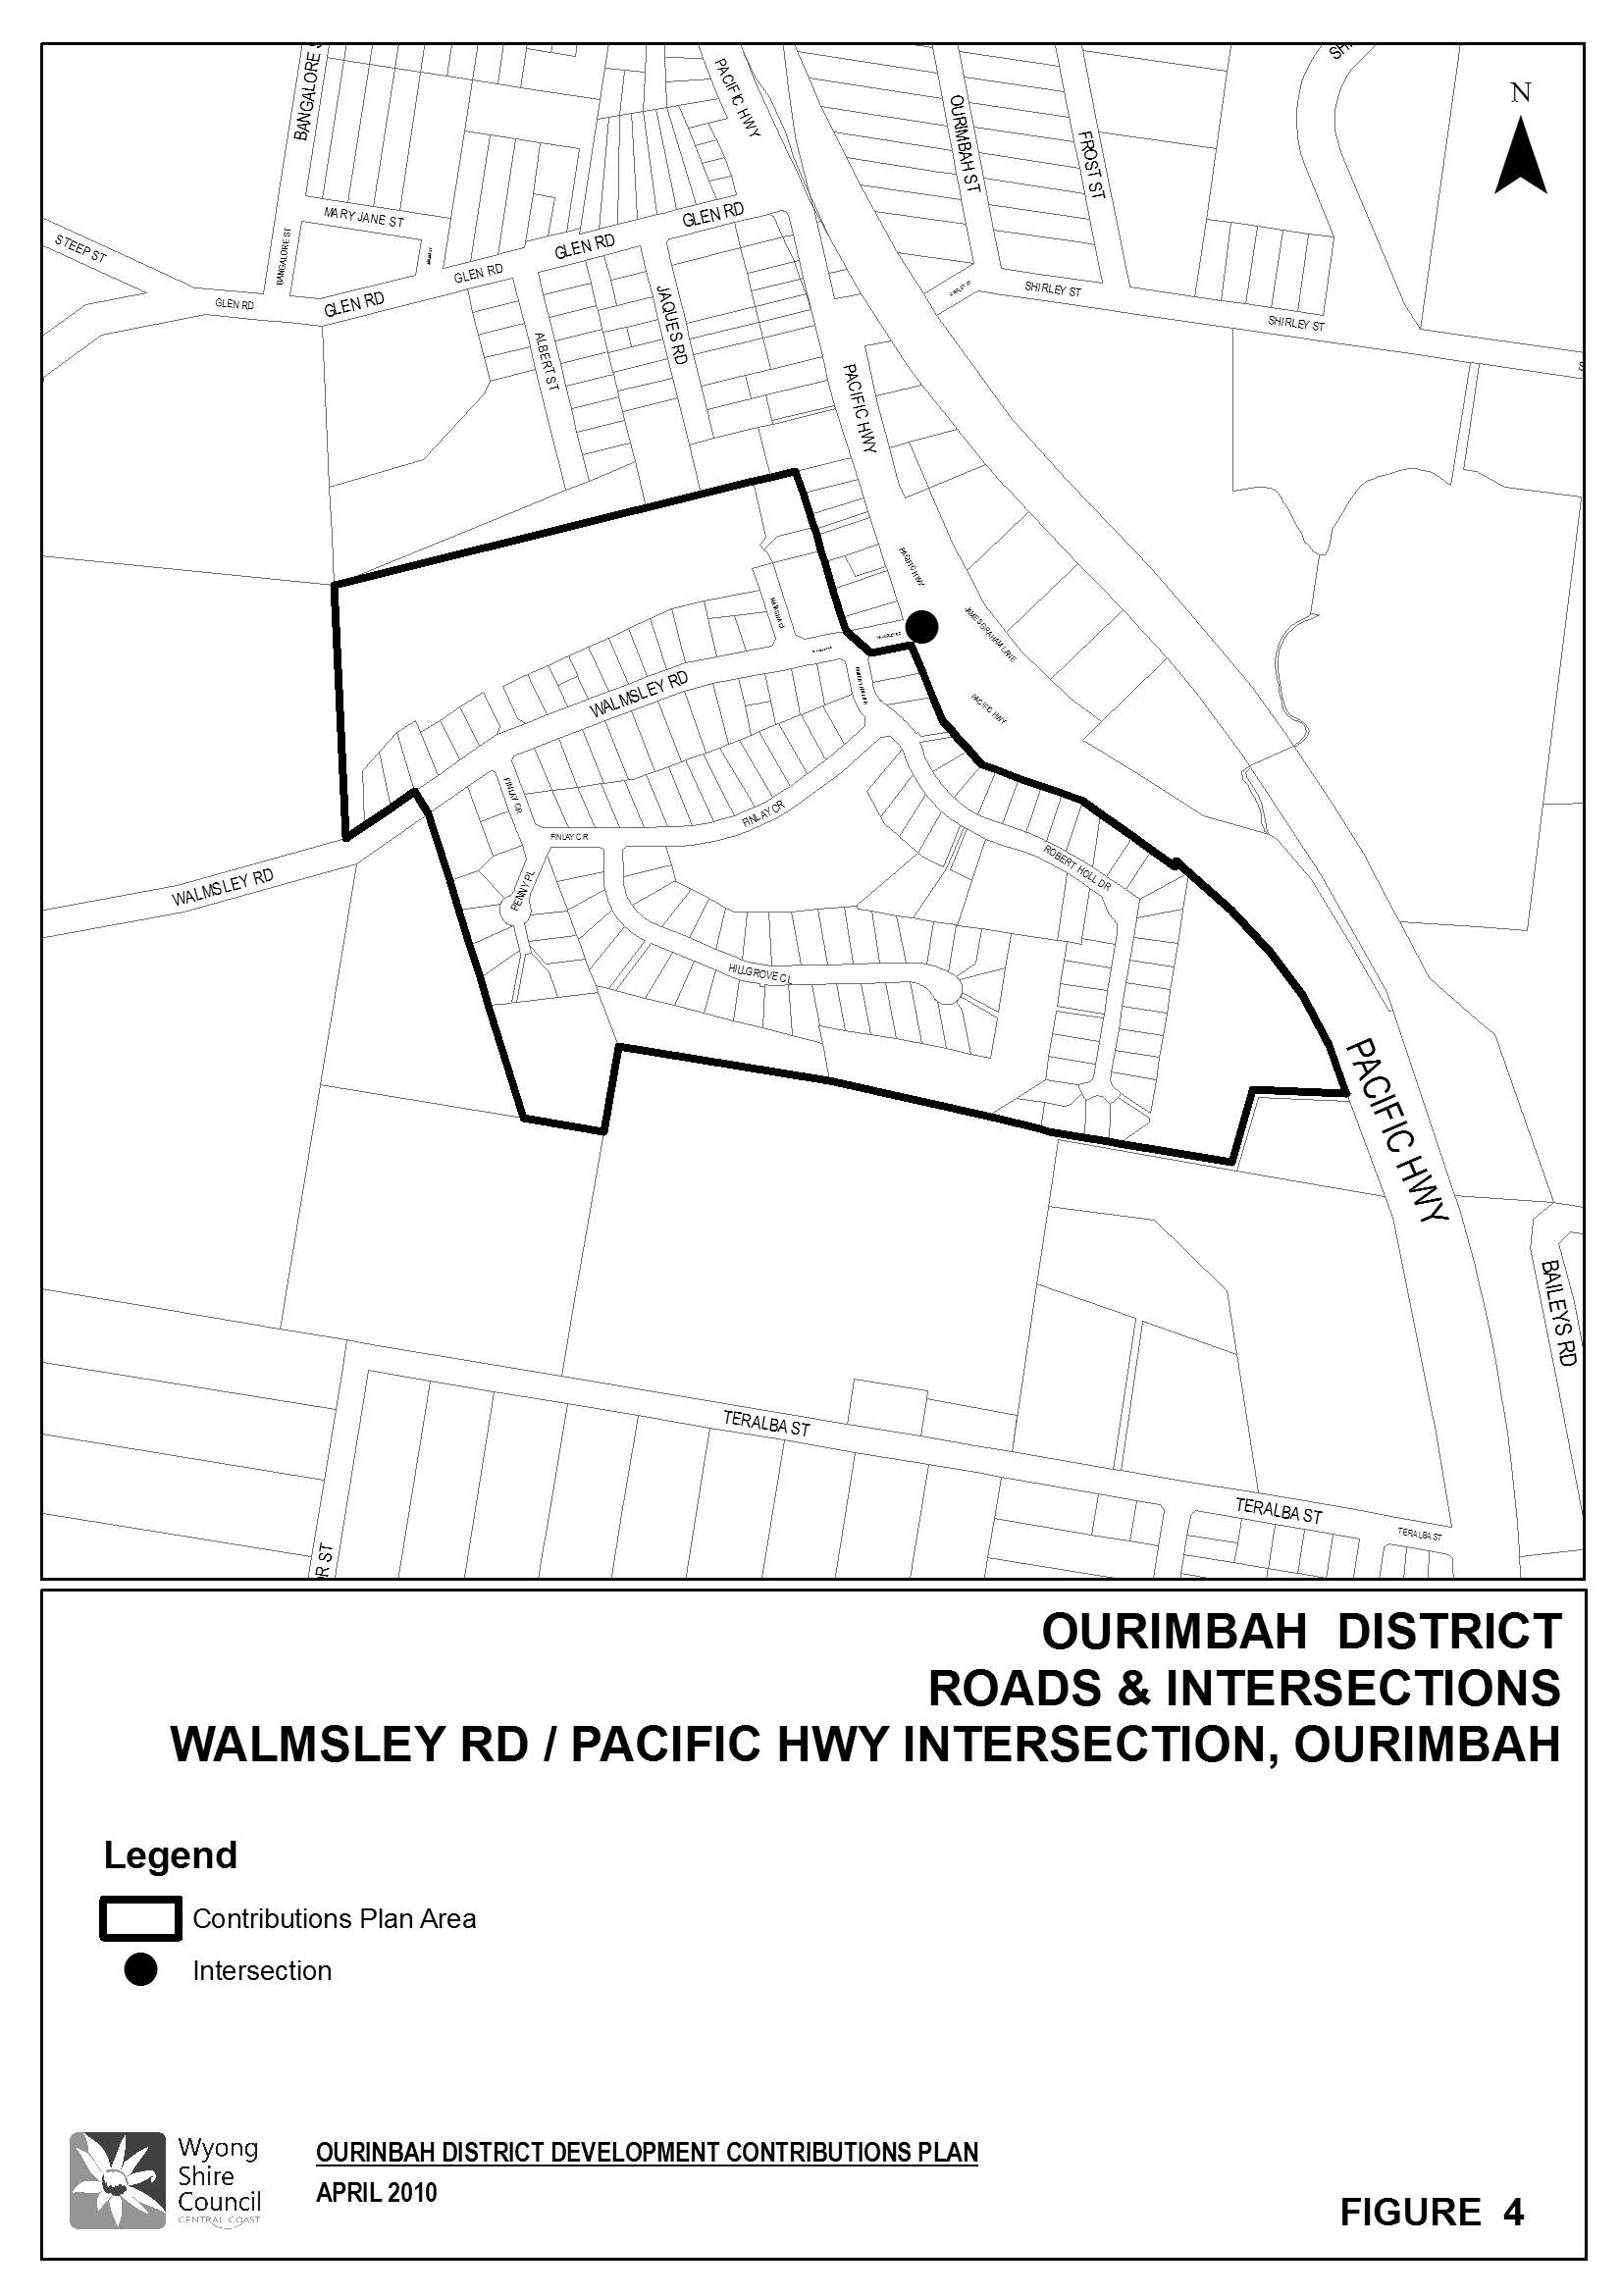 BANGALORE S
PACIFIC HWY
OURIMBAH ST
FROST ST
SH
N
MARY JANE ST
GLEN RD
STEEP ST
BANGALORE ST
GLEN RD
GLEN RD
GLEN RD
GLEN RD
SHIRLEY ST
SHIRLEY ST
S
JAQUES RD
ALBERT ST
PACIFIC HWY
PACIFIC HWY
JAMES GRAHAM LANE
PACIFIC HWY
WALMSLEY RD
FINLAY CR
FINLAY CR
FINLAY CR
ROBERT HOLL DR
WALMSLEY RD
PENNY PL
HILLGROVE CL
PACIFIC HWY
BAILEYS RD
TERALBA ST
TERALBA ST
TERALBA ST
R ST
OURIMBAH DISTRICT
ROADS & INTERSECTIONS
WALMSLEY RD / PACIFIC HWY INTERSECTION, OURIMBAH
Legend
Contributions Plan Area
Intersection
Wyong
Shire
Council
CENTRAL COAST
OURINBAH DISTRICT DEVELOPMENT CONTRIBUTIONS PLAN
APRIL 2010
FIGURE 4